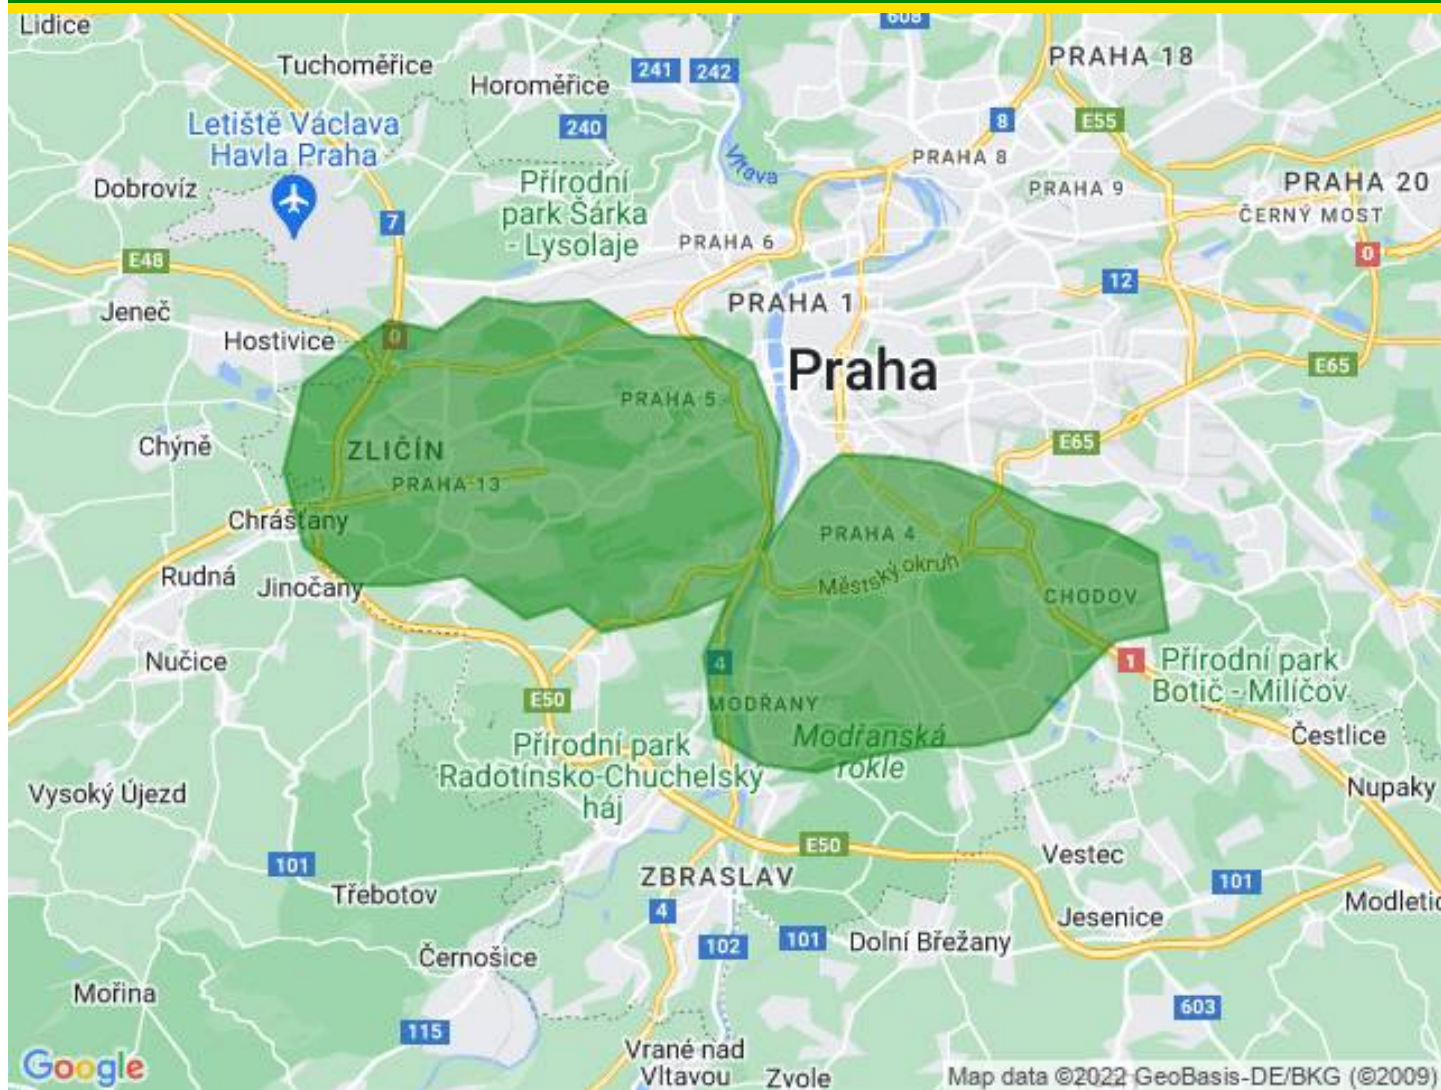 Lidice
608
PRAHA 18
Tuchoměřice
Horoměřice
241
242
Letiště Václava
Havla Praha
240
8
E55
Vltava
PRAHA 8
Dobrovíz
Přírodní
park Šárka
- Lysolaje
PRAHA 9
PRAHA 20
ČERNÝ MOST
7
PRAHA 6
E48
0
12
Jeneč
PRAHA 1
Hostivice
0
Praha
E65
PRAHA 5
Chýně
ZLIČÍN
E65
PRAHA 13
Chrášťany
PRAHA 4
Rudná
Jinočany
Městský okruh
CHODOV
Nučice
4
1
Přírodní park
Botič - Milíčov
E50
MODŘANY
Modřanská
rokle
Přírodní park
Radotínsko-Chuchelský
háj
Čestlice
Vysoký Újezd
Nupaky
E50
Vestec
101
ZBRASLAV
101
Třebotov
4
Jesenice
Modletic
102
101
Dolní Břežany
Černošice
Mořina
603
115
Vrané nad
Vltavou
Zvole
Google
Map data ©2022 GeoBasis-DE/BKG (©2009)